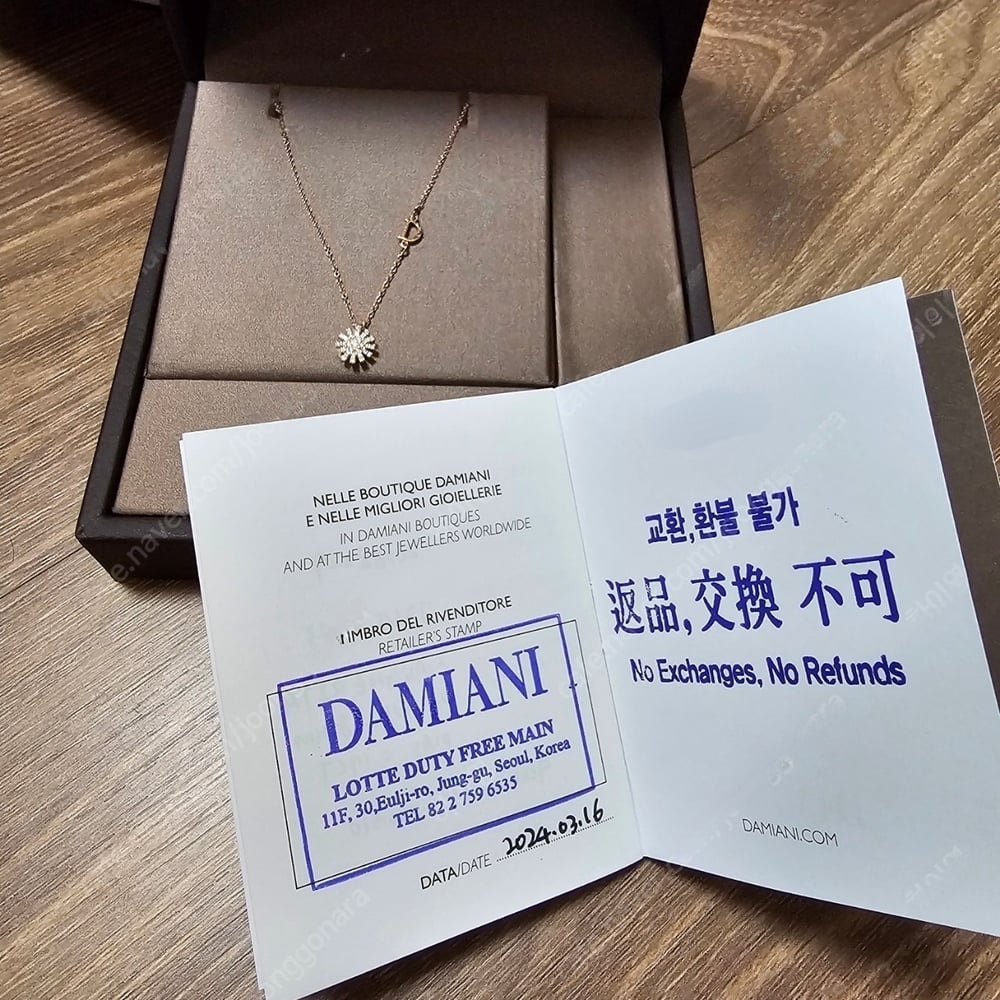 NELLE BOUTIQUE DAMIANI
E NELLE MIGLIORI GIOIELLERIE
IN DAMIANI BOUTIQUES
AND AT THE BEST JEWELLERS WORLDWIDE
TIMBRO DEL RIVENDITORE
RETAILER'S STAMP
DAMIANI
LOTTE DUTY FREE MAIN
11F, 30,Eulji-ro, Jung-gu, Seoul, Korea
TEL 82 2 759 6535
DATA/DATE 2024.03.16
교환,환불 불가
返品,交換 不可
No Exchanges, No Refunds
DAMIANI.COM